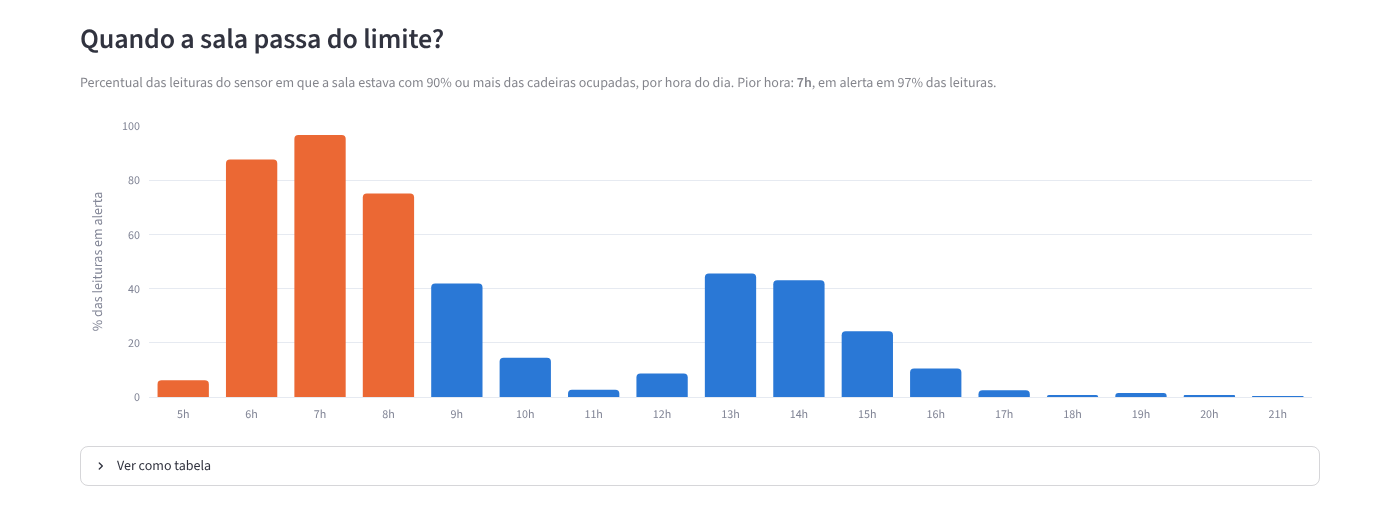 Quando a sala passa do limite?
Percentual das leituras do sensor em que a sala estava com 90% ou mais das cadeiras ocupadas, por hora do dia. Pior hora: 7h, em alerta em 97% das leituras.
% das leituras em alerta
100
80
60
40
20
0
5h 6h 7h 8h 9h 10h 11h 12h 13h 14h 15h 16h 17h 18h 19h 20h 21h
Ver como tabela